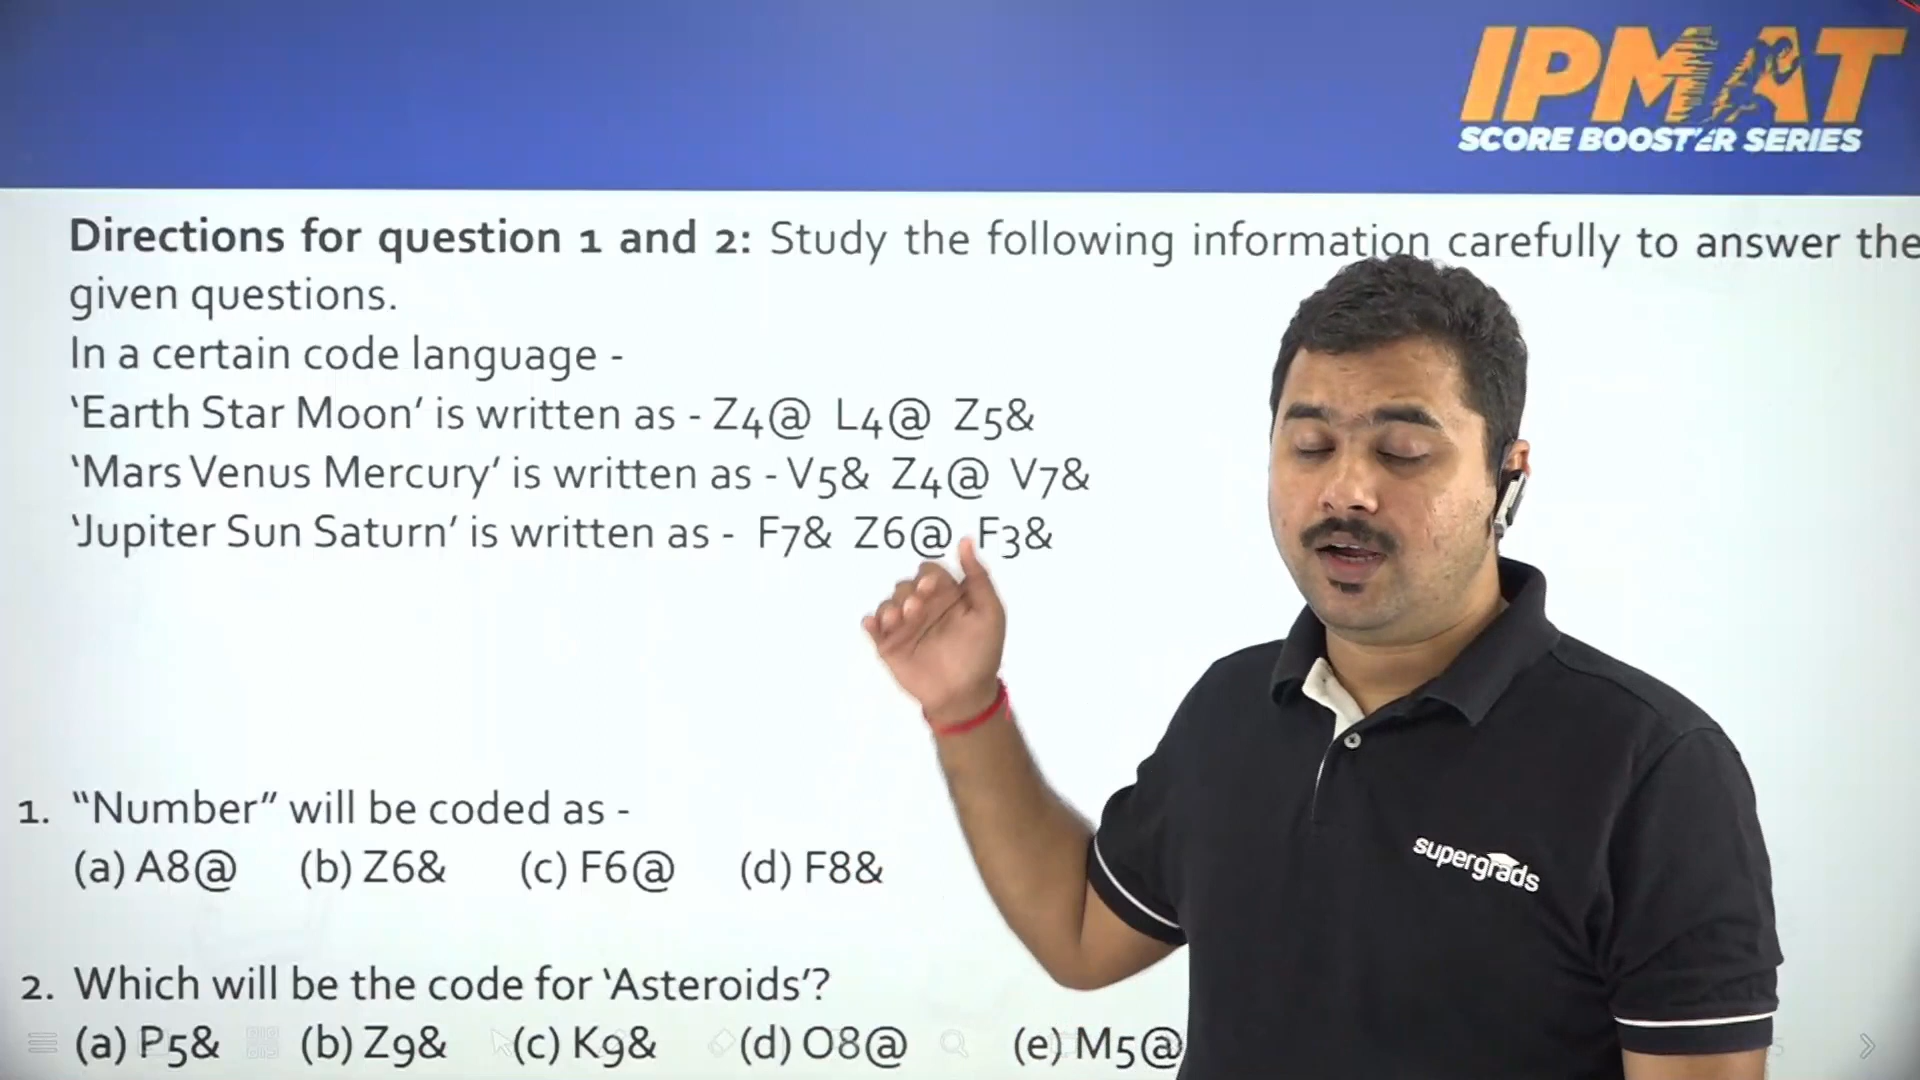 IPMAT
SCORE BOOSTER SERIES
Directions for question 1 and 2: Study the following information carefully to answer the
given questions.
In a certain code language -
‘Earth Star Moon’ is written as - Z4@ L4@ Z5&
‘Mars Venus Mercury’ is written as - V5& Z4@ V7&
‘Jupiter Sun Saturn’ is written as - F7& Z6@ F3&
1. “Number” will be coded as -
(a) A8@ (b) Z6& (c) F6@ (d) F8&
supergrads
2. Which will be the code for ‘Asteroids’?
(a) P5& (b) Z9& (c) K9& (d) O8@ (e) M5@